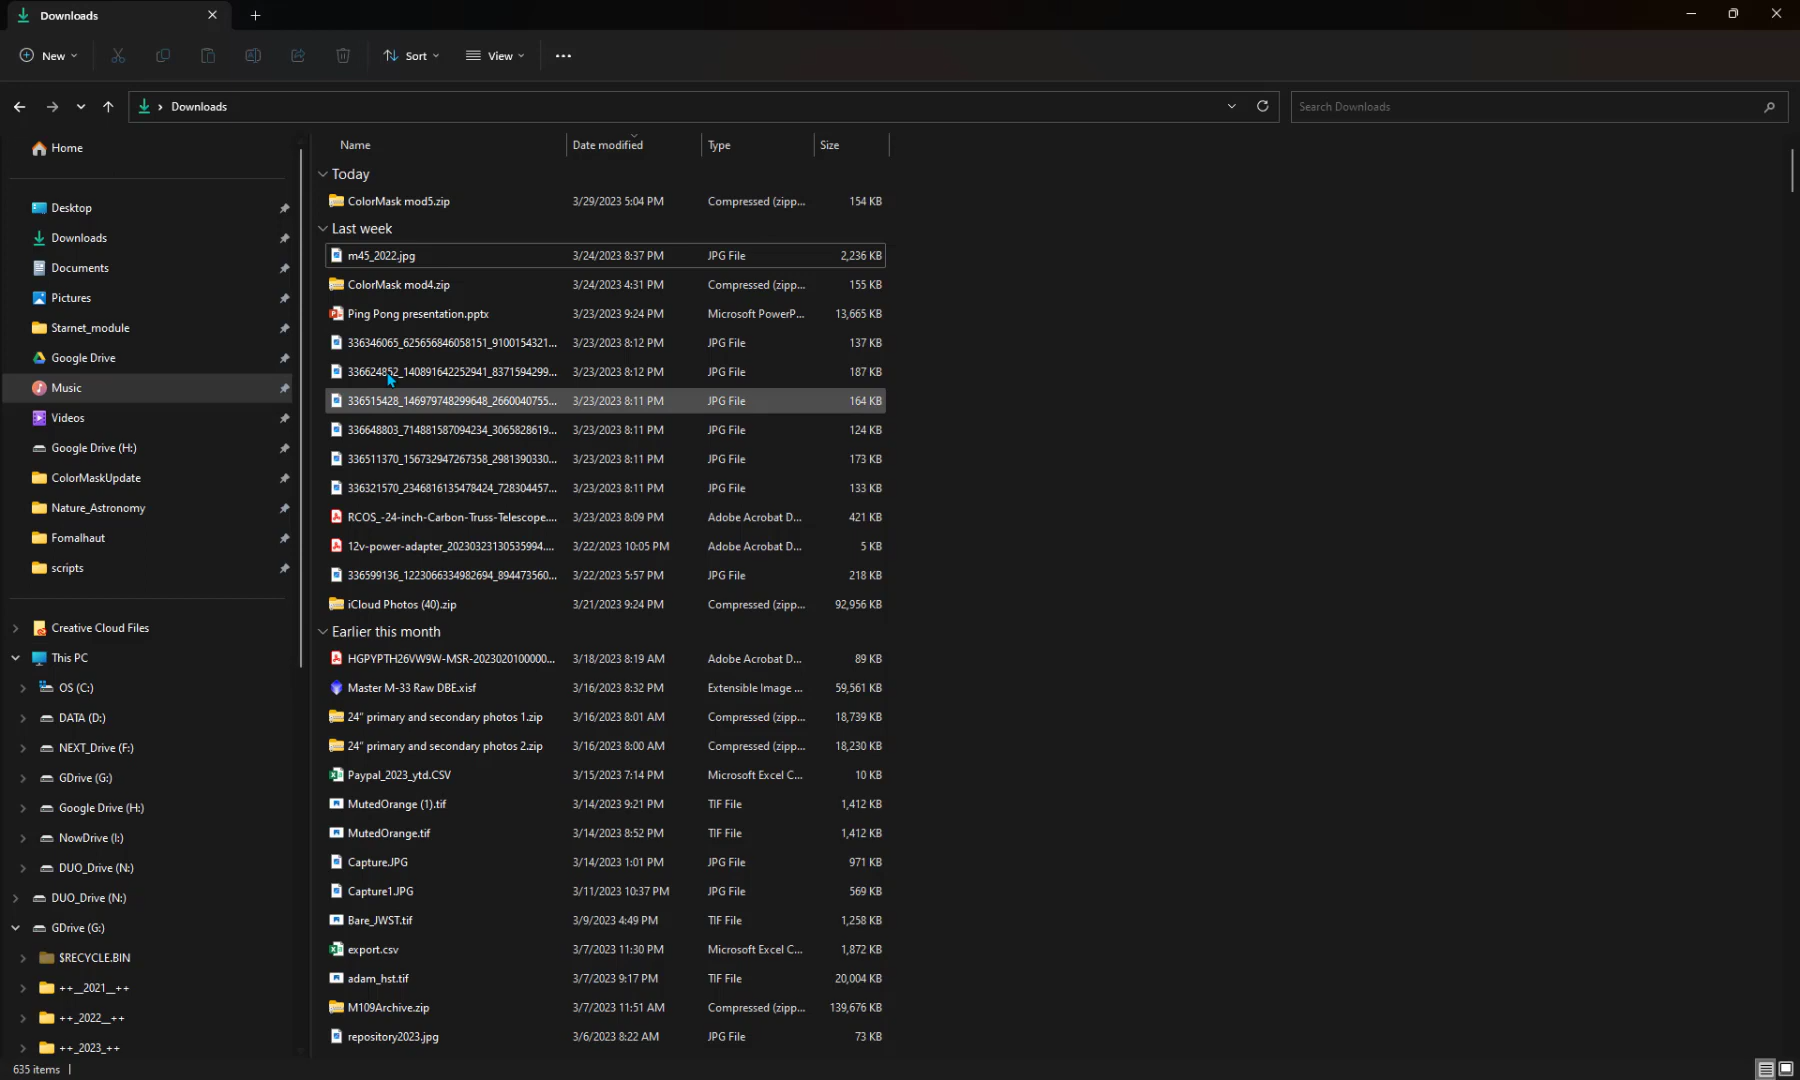 Downloads
New
Sort
View
Downloads
Search Downloads
Home
Desktop
Downloads
Documents
Pictures
Starnet_module
Google Drive
Music
Videos
Google Drive (H:)
ColorMaskUpdate
Nature_Astronomy
Fomalhaut
scripts
Creative Cloud Files
This PC
OS (C:)
DATA (D:)
NEXT_Drive (F:)
GDrive (G:)
Google Drive (H:)
NowDrive (I:)
DUO_Drive (N:)
DUO_Drive (N:)
GDrive (G:)
$RECYCLE.BIN
++__2021__++
++_2022__++
++_2023_++
Name Date modified Type Size
Today
ColorMask mod5.zip 3/29/2023 5:04 PM Compressed (zipp... 154 KB
Last week
m45_2022.jpg 3/24/2023 8:37 PM JPG File 2,236 KB
ColorMask mod4.zip 3/24/2023 4:31 PM Compressed (zipp... 155 KB
Ping Pong presentation.pptx 3/23/2023 9:24 PM Microsoft PowerP... 13,665 KB
336346065_625656846058151_9100154321... 3/23/2023 8:12 PM JPG File 137 KB
336624852_140891642252941_8371594299... 3/23/2023 8:12 PM JPG File 187 KB
336515428_146979748299648_2660040755... 3/23/2023 8:11 PM JPG File 164 KB
336648803_714881587094234_3065828619... 3/23/2023 8:11 PM JPG File 124 KB
336511370_156732947267358_2981390330... 3/23/2023 8:11 PM JPG File 173 KB
336321570_2346816135478424_728304457... 3/23/2023 8:11 PM JPG File 133 KB
RCOS_-24-inch-Carbon-Truss-Telescope.... 3/23/2023 8:09 PM Adobe Acrobat D... 421 KB
12v-power-adapter_20230323130535994.... 3/22/2023 10:05 PM Adobe Acrobat D... 5 KB
336599136_1223066334982694_894473560... 3/22/2023 5:57 PM JPG File 218 KB
iCloud Photos (40).zip 3/21/2023 9:24 PM Compressed (zipp... 92,956 KB
Earlier this month
HGPYPTH26VW9W-MSR-2023020100000... 3/18/2023 8:19 AM Adobe Acrobat D... 89 KB
Master M-33 Raw DBE.xisf 3/16/2023 8:32 PM Extensible Image ... 59,561 KB
24" primary and secondary photos 1.zip 3/16/2023 8:01 AM Compressed (zipp... 18,739 KB
24" primary and secondary photos 2.zip 3/16/2023 8:00 AM Compressed (zipp... 18,230 KB
Paypal_2023_ytd.CSV 3/15/2023 7:14 PM Microsoft Excel C... 10 KB
MutedOrange (1).tif 3/14/2023 9:21 PM TIF File 1,412 KB
MutedOrange.tif 3/14/2023 8:52 PM TIF File 1,412 KB
Capture.JPG 3/14/2023 1:01 PM JPG File 971 KB
Capture1.JPG 3/11/2023 10:37 PM JPG File 569 KB
Bare_JWST.tif 3/9/2023 4:49 PM TIF File 1,258 KB
export.csv 3/7/2023 11:30 PM Microsoft Excel C... 1,872 KB
adam_hst.tif 3/7/2023 9:17 PM TIF File 20,004 KB
M109Archive.zip 3/7/2023 11:51 AM Compressed (zipp... 139,676 KB
repository2023.jpg 3/6/2023 8:22 AM JPG File 73 KB
635 items